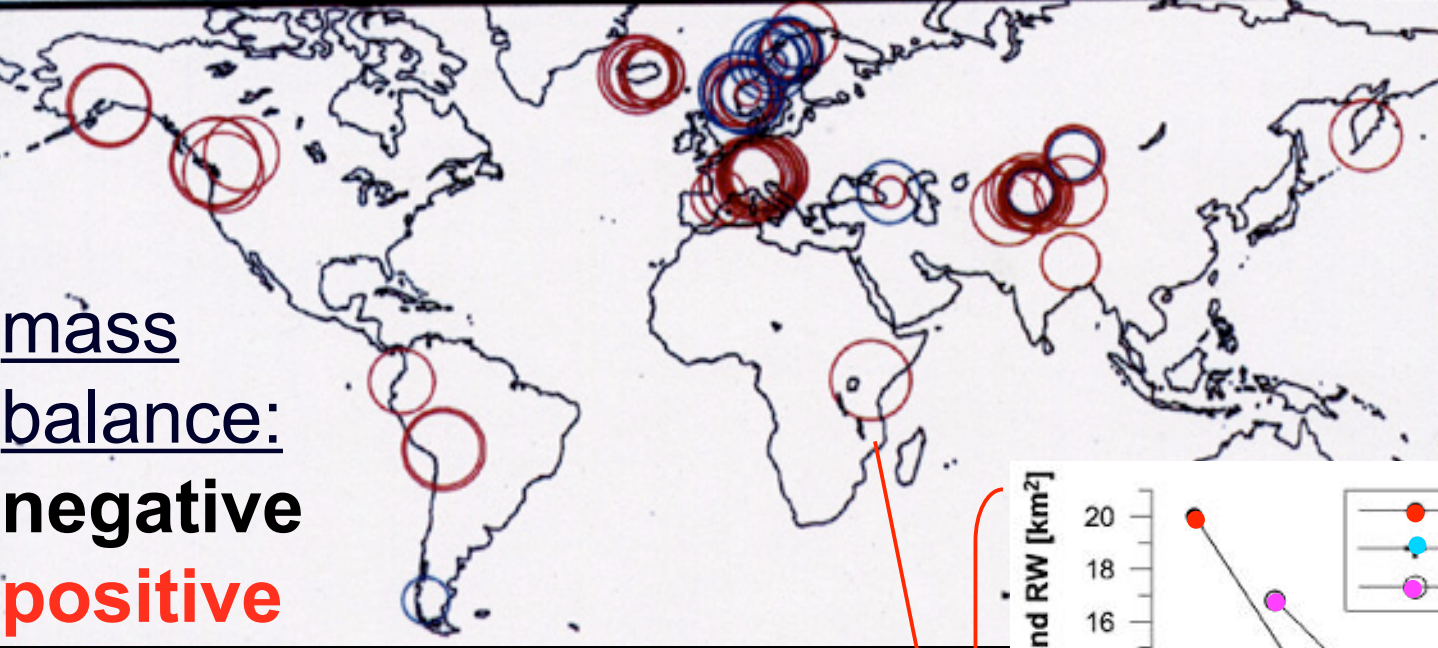 mass
balance:
negative
positive
nd RW [km²]
20
18
16